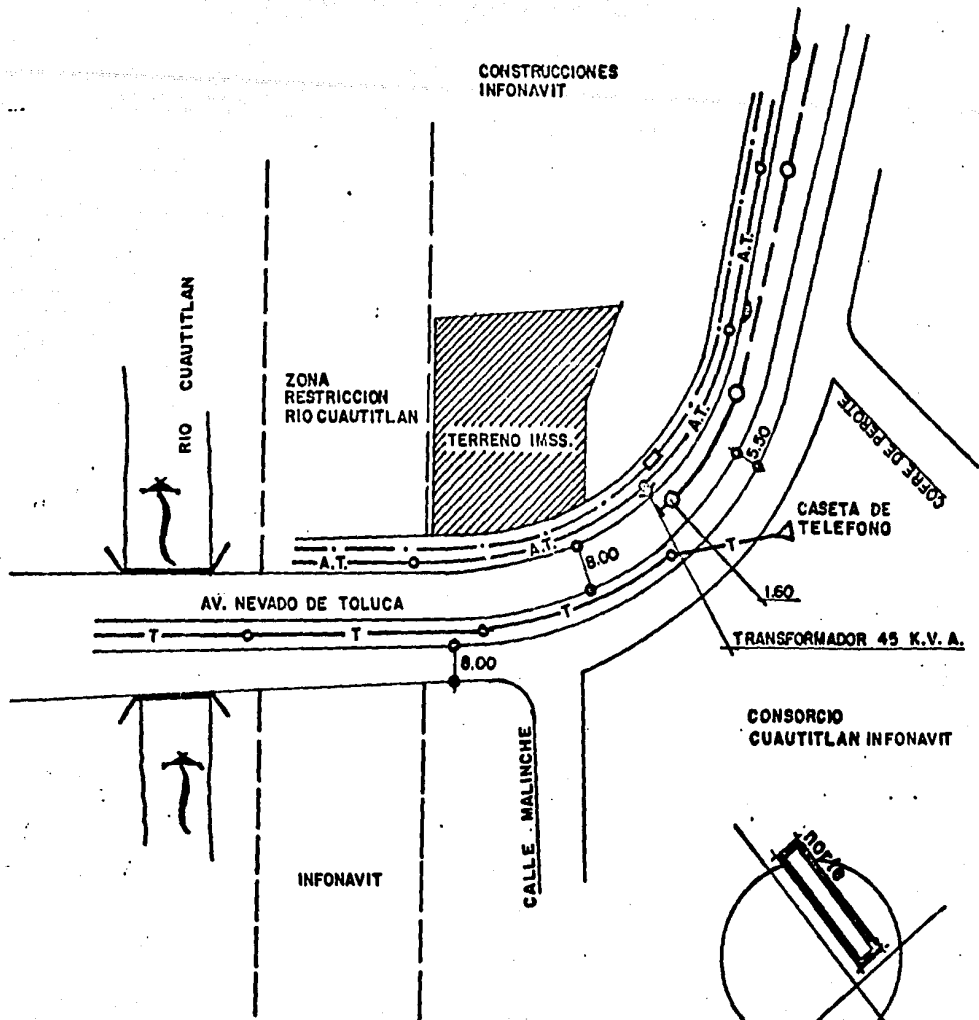 CONSTRUCCIONES
INFONAVIT
RIO CUAUTITLAN
ZONA
RESTRICCION
RIO CUAUTITLAN
TERRENO IMSS.
A.T.
A.T.
A.T.
A.T.
5.50
COFRE DE PEROTE
CASETA DE
TELEFONO
8.00
T
1.60
AV. NEVADO DE TOLUCA
T
T
T
TRANSFORMADOR 45 K.V.A.
8.00
CONSORCIO
CUAUTITLAN INFONAVIT
CALLE MALINCHE
INFONAVIT
norte